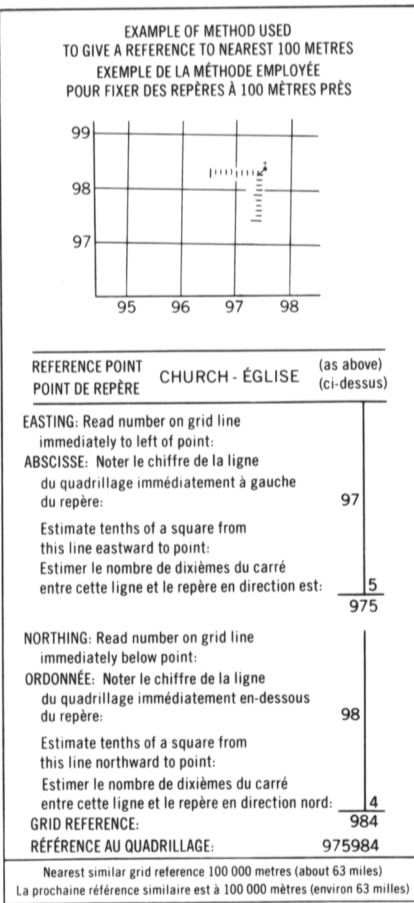 EXAMPLE OF METHOD USED
TO GIVE A REFERENCE TO NEAREST 100 METRES
EXEMPLE DE LA MÉTHODE EMPLOYÉE
POUR FIXER DES REPÈRES À 100 MÈTRES PRÈS
99
98
97
95 96 97 98
REFERENCE POINT
POINT DE REPÈRE
CHURCH - ÉGLISE
(as above)
(ci-dessus)
EASTING: Read number on grid line
immediately to left of point:
ABSCISSE: Noter le chiffre de la ligne
du quadrillage immédiatement à gauche
du repère: 97
Estimate tenths of a square from
this line eastward to point:
Estimer le nombre de dixièmes du carré
entre cette ligne et le repère en direction est: 5
975
NORTHING: Read number on grid line
immediately below point:
ORDONNÉE: Noter le chiffre de la ligne
du quadrillage immédiatement en-dessous
du repère: 98
Estimate tenths of a square from
this line northward to point:
Estimer le nombre de dixièmes du carré
entre cette ligne et le repère en direction nord: 4
GRID REFERENCE: 984
RÉFÉRENCE AU QUADRILLAGE: 975984
Nearest similar grid reference 100 000 metres (about 63 miles)
La prochaine référence similaire est à 100 000 mètres (environ 63 milles)